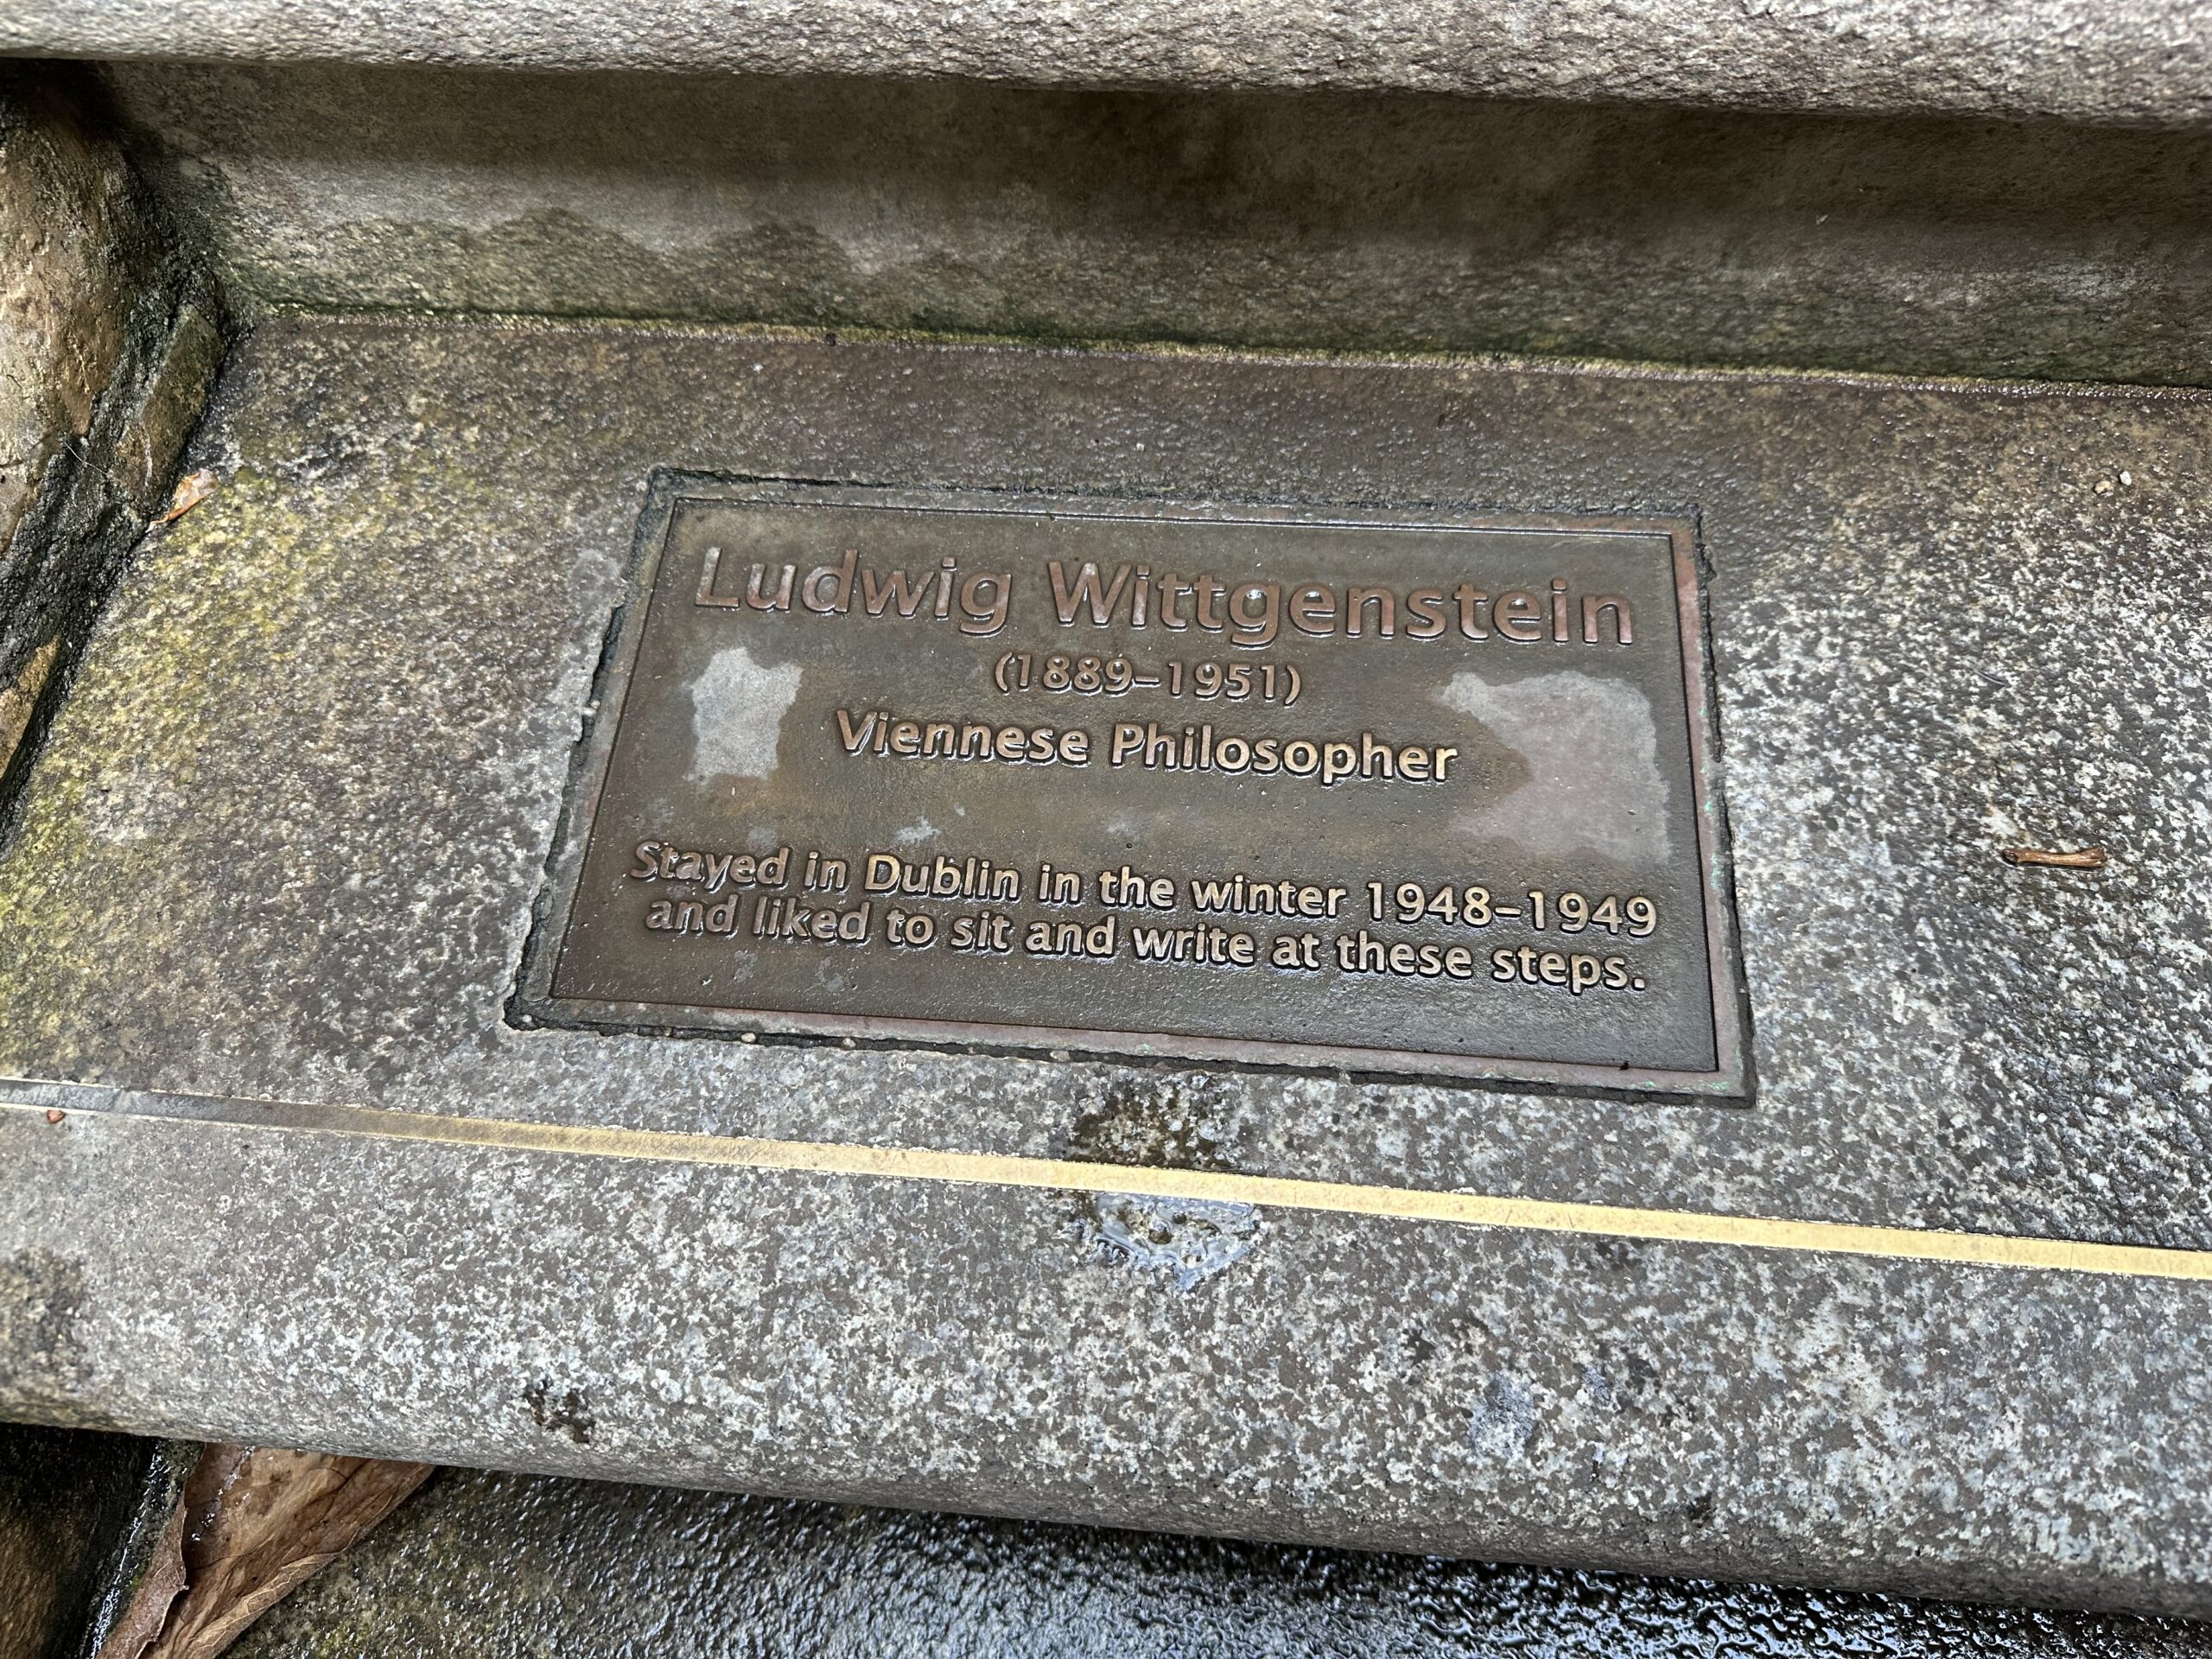 Ludwig Wittgenstein
(1889–1951)
Viennese Philosopher
Stayed in Dublin in the winter 1948–1949
and liked to sit and write at these steps.